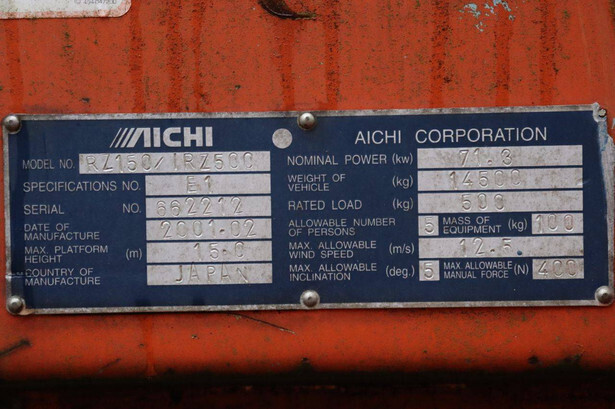 AICHI
AICHI CORPORATION
MODEL NO. RZ150/IRZ500
SPECIFICATIONS NO. E1
SERIAL NO. 662212
DATE OF MANUFACTURE 2001-02
MAX. PLATFORM HEIGHT (m) 15.0
COUNTRY OF MANUFACTURE JAPAN
NOMINAL POWER (kw) 71.3
WEIGHT OF VEHICLE (kg) 14500
RATED LOAD (kg) 500
ALLOWABLE NUMBER OF PERSONS 5 MASS OF EQUIPMENT (kg) 100
MAX. ALLOWABLE WIND SPEED (m/s) 12.5
MAX. ALLOWABLE INCLINATION (deg.) 5 MAX. ALLOWABLE MANUAL FORCE (N) 400